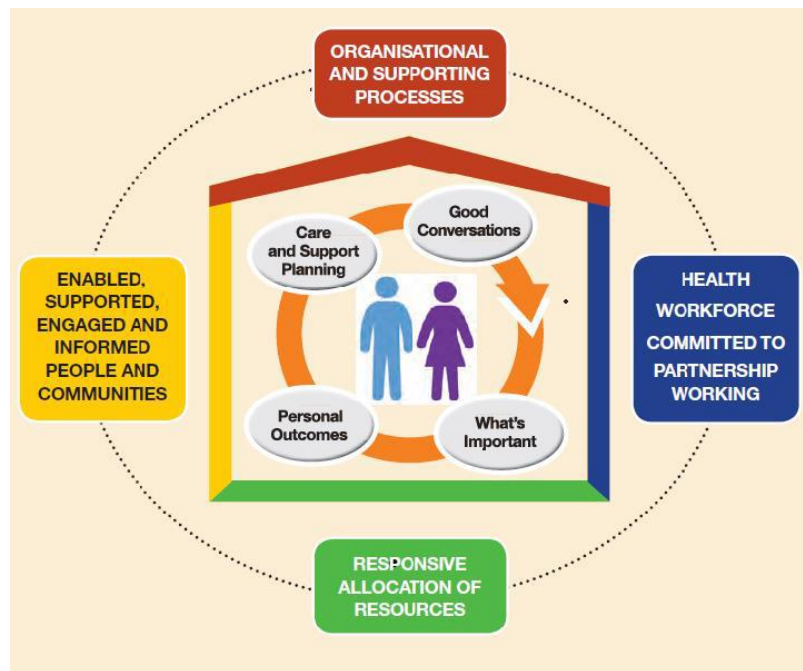 ORGANISATIONAL
AND SUPPORTING
PROCESSES
Good
Conversations
Care
and Support
Planning
ENABLED,
SUPPORTED,
ENGAGED AND
INFORMED
PEOPLE AND
COMMUNITIES
HEALTH
WORKFORCE
COMMITTED TO
PARTNERSHIP
WORKING
Personal
Outcomes
What's
Important
RESPONSIVE
ALLOCATION OF
RESOURCES